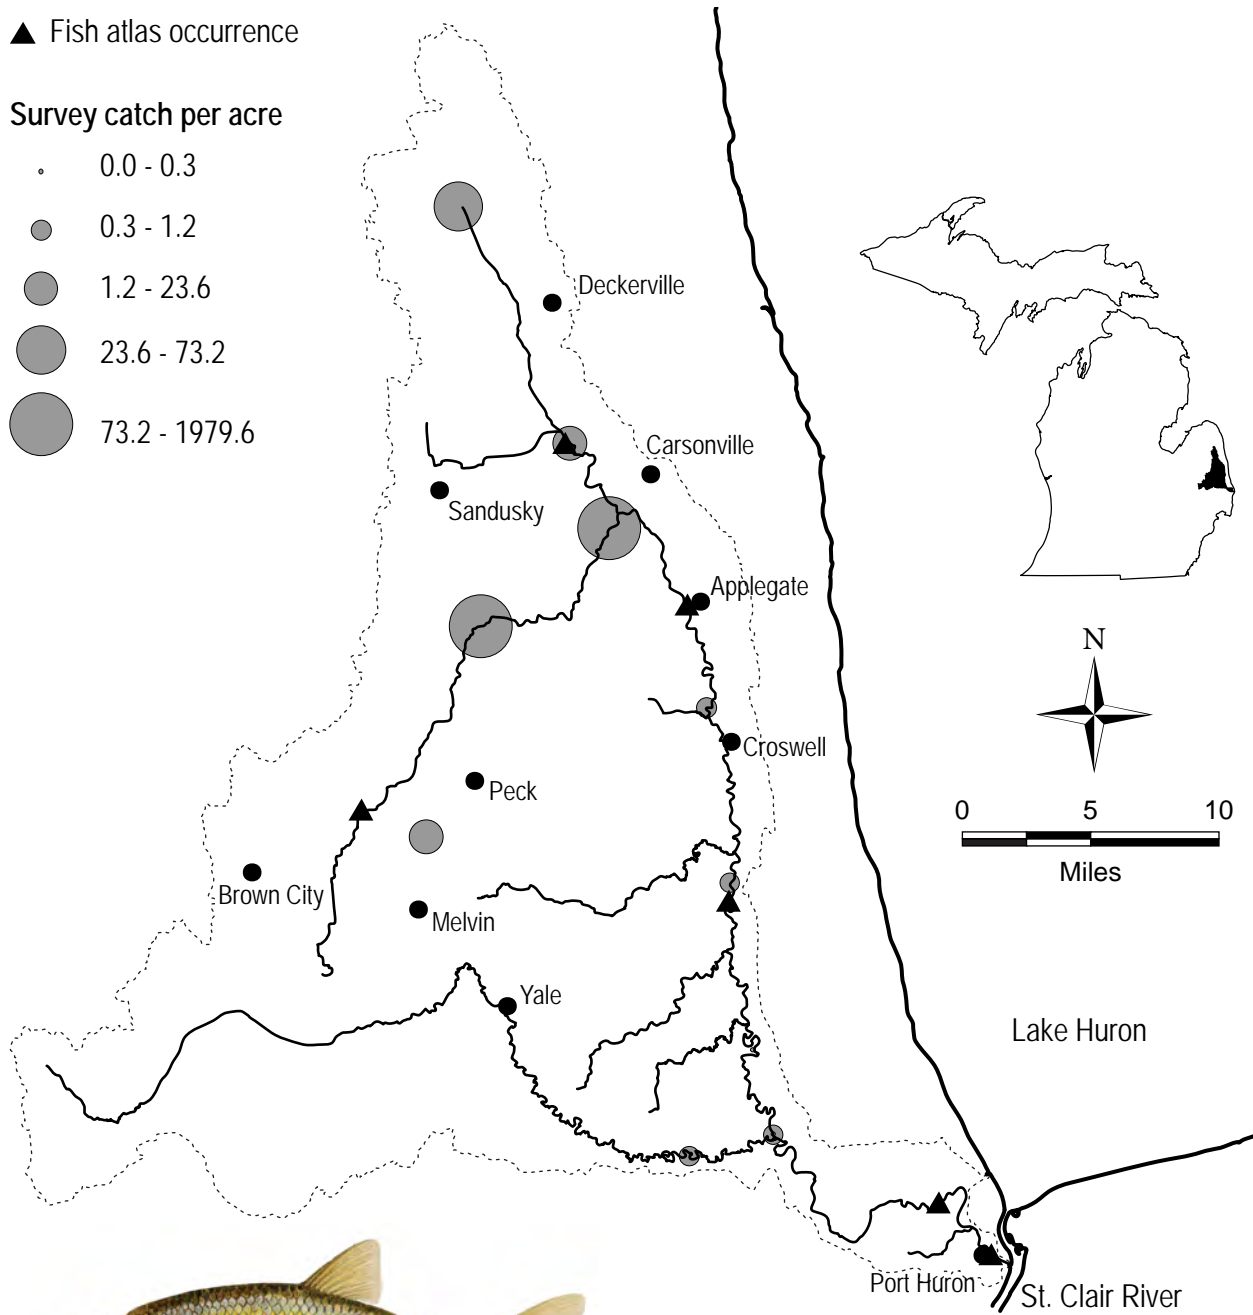 Fish atlas occurrence
Survey catch per acre
0.0 - 0.3
0.3 - 1.2
1.2 - 23.6
23.6 - 73.2
73.2 - 1979.6
Deckerville
Carsonville
Sandusky
Applegate
Croswell
Peck
Brown City
Melvin
Yale
Port Huron
Lake Huron
St. Clair River
N
0 5 10
Miles